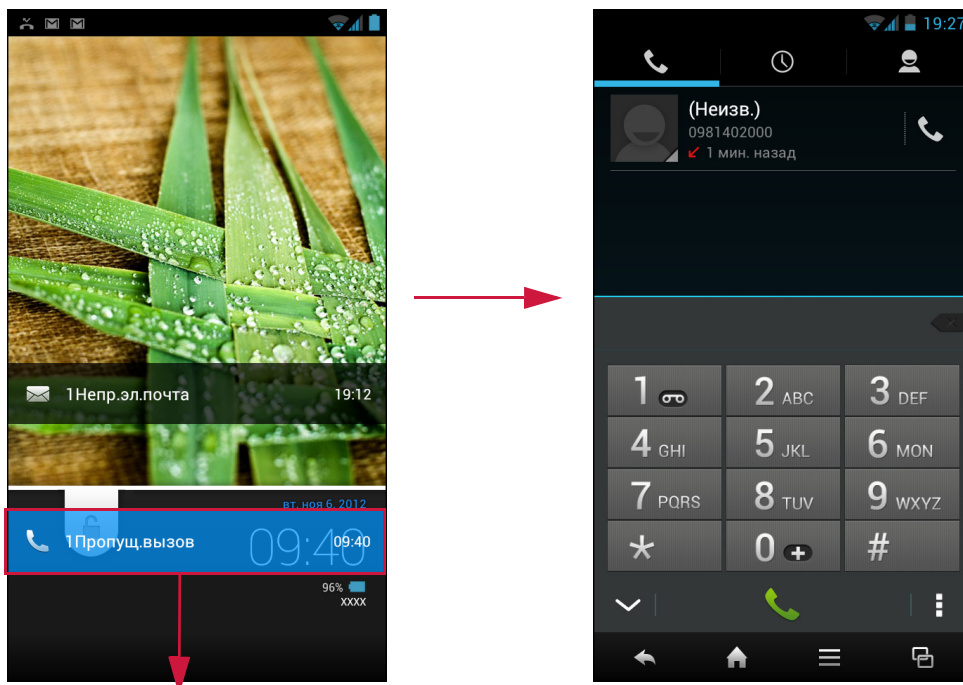 1Непр.эл.почта 19:12
вт, ноя 6, 2012
09:40
1Пропущ.вызов 09:40
96%
XXXX
19:27
(Неизв.)
0981402000
1 мин. назад
1
2 ABC
3 DEF
4 GHI
5 JKL
6 MNO
7 PQRS
8 TUV
9 WXYZ
*
0 +
#